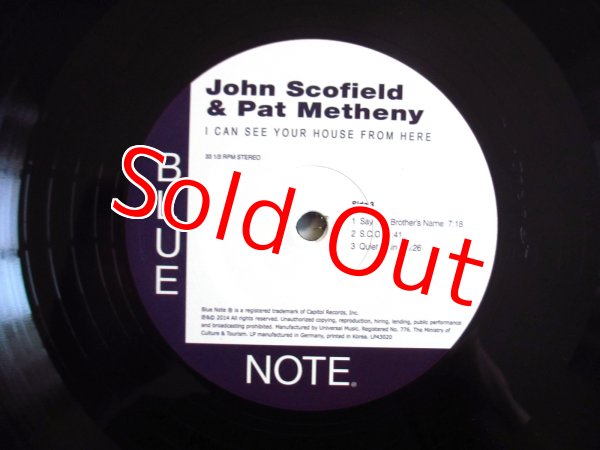 John Scofield
& Pat Metheny
I CAN SEE YOUR HOUSE FROM HERE
33 1/3 RPM STEREO
BLUE
Sold Out
1 Say Brother's Name 7:18
2 S.C.O. 41
3 Quiet 26
Blue Note ® is a registered trademark of Capitol Records, Inc.
℗&© 2014 All rights reserved. Unauthorized copying, reproduction, hiring, lending, public performance
and broadcasting prohibited. Manufactured by Universal Music. Registered No. 776, The Ministry of
Culture & Tourism. LP manufactured in Germany, printed in Korea. LP43020
NOTE®